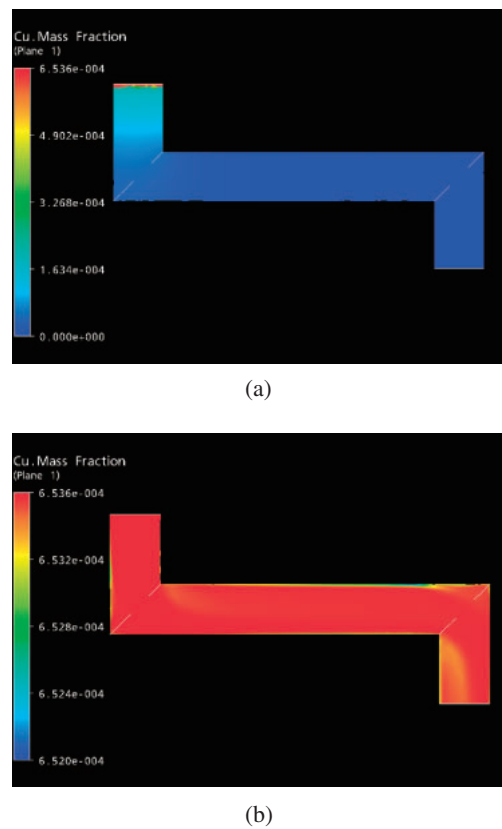 Cu.Mass Fraction
(Plane 1)
6.536e-004
4.902e-004
3.268e-004
1.634e-004
0.000e+000
(a)
Cu.Mass Fraction
(Plane 1)
6.536e-004
6.532e-004
6.528e-004
6.524e-004
6.520e-004
(b)